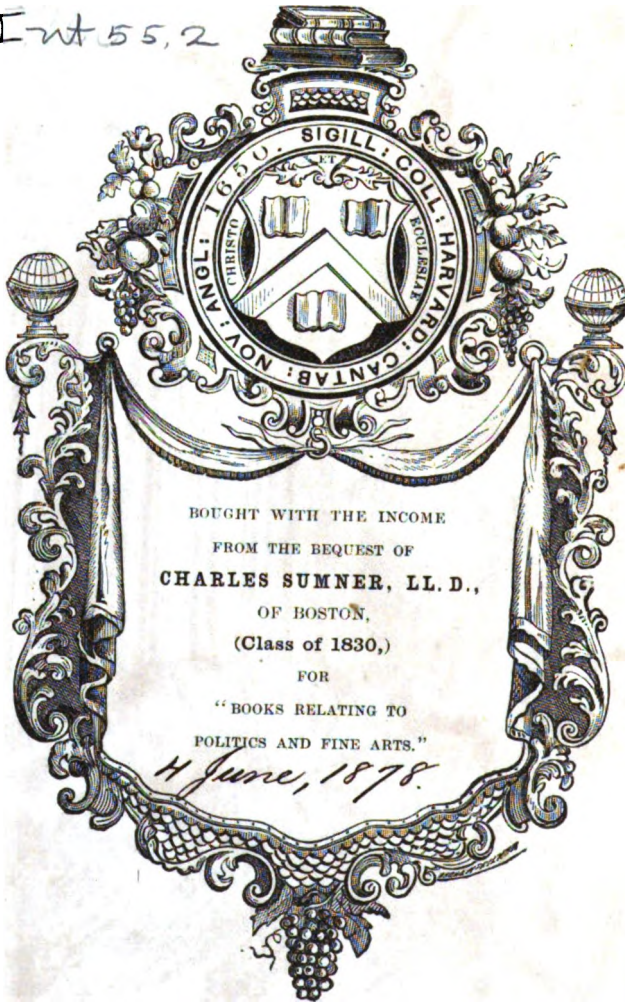 Int 55.2
SIGILL: COLL: HARVARD: CANTAB: NOV: ANGL: 1650.
CHRISTO ET ECCLESIAE
BOUGHT WITH THE INCOME
FROM THE BEQUEST OF
CHARLES SUMNER, LL. D.,
OF BOSTON,
(Class of 1830,)
FOR
"BOOKS RELATING TO
POLITICS AND FINE ARTS."
4 June, 1878.